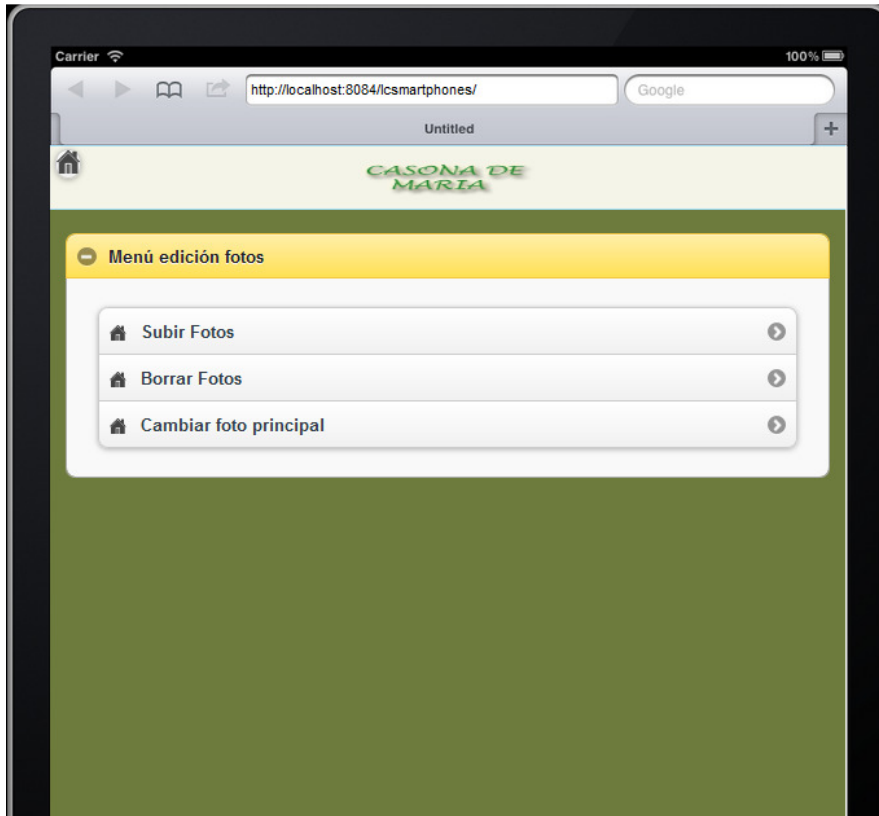 Carrier
100%
http://localhost:8084/lcsmartphones/
Google
Untitled
CASONA DE
MARIA
Menú edición fotos
Subir Fotos
Borrar Fotos
Cambiar foto principal